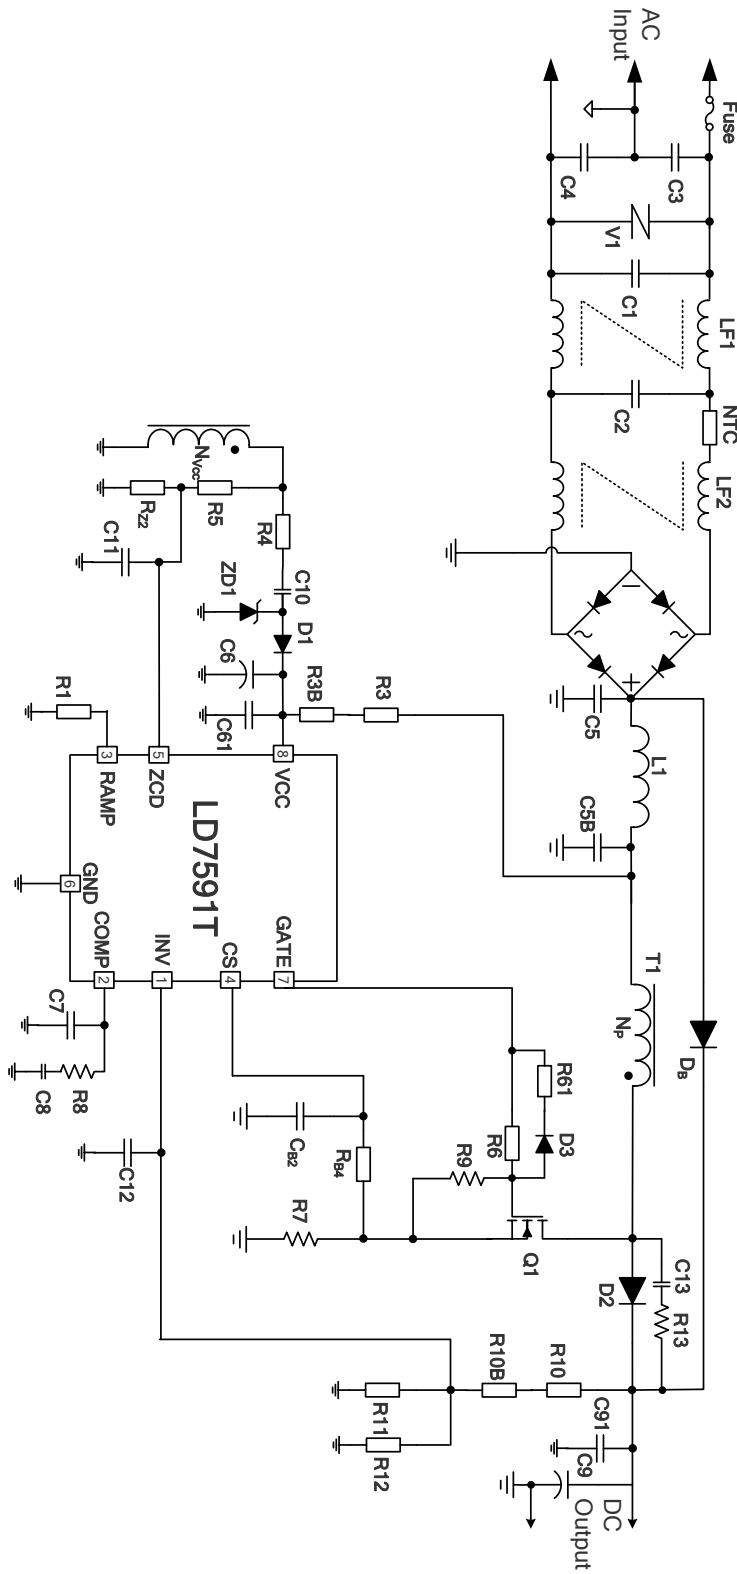 AC
Input
Fuse
C4
C3
V1
C1
LF1
C2
NTC
LF2
NVCC
RZ2
R5
R4
C11
ZD1
C10
D1
C6
C61
R3B
R3
R1
C5
L1
C5B
3
RAMP
5
ZCD
8
VCC
LD7591T
6
GND
2
COMP
1
INV
4
CS
7
GATE
T1
NP
DB
C7
C8
R8
C12
CB2
RB4
R61
D3
R6
R9
R7
Q1
D2
C13
R13
R10B
R10
R11
R12
C91
C9
DC
Output